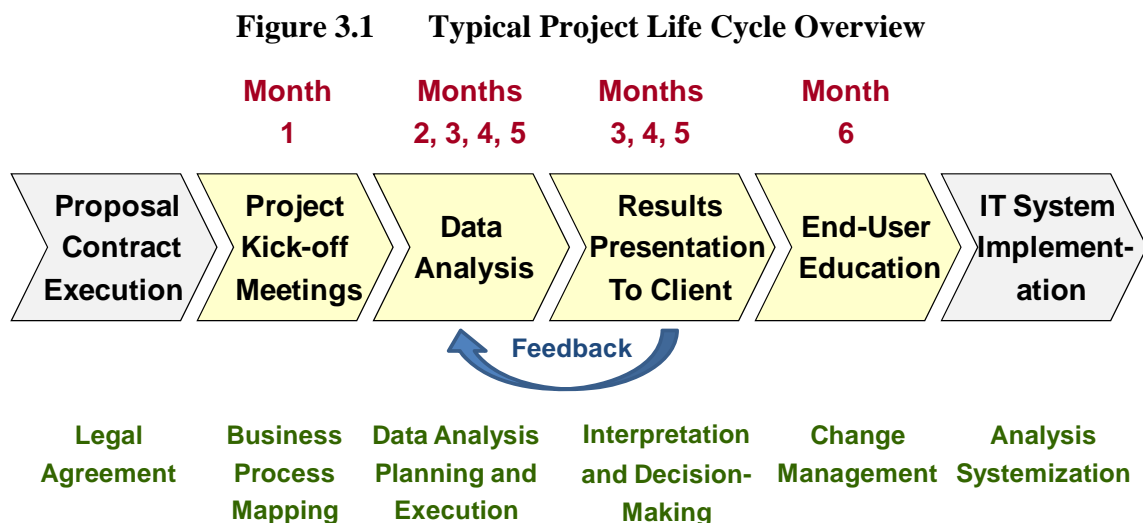 Figure 3.1 Typical Project Life Cycle Overview
Month
1
Months
2, 3, 4, 5
Months
3, 4, 5
Month
6
Proposal
Contract
Execution
Project
Kick-off
Meetings
Data
Analysis
Results
Presentation
To Client
End-User
Education
IT System
Implement-
ation
Feedback
Legal
Agreement
Business
Process
Mapping
Data Analysis
Planning and
Execution
Interpretation
and Decision-
Making
Change
Management
Analysis
Systemization